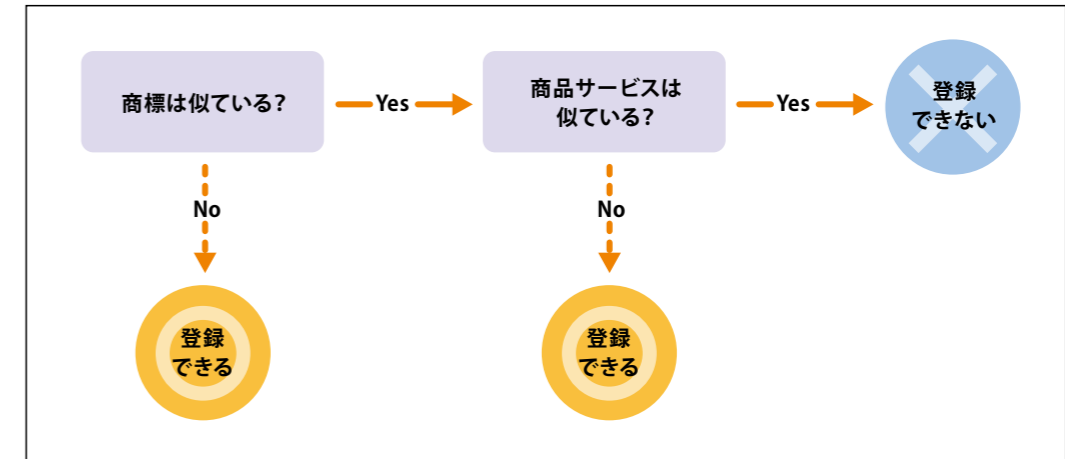 商標は似ている？
Yes
商品サービスは
似ている？
Yes
登録
できない
No
No
登録
できる
登録
できる